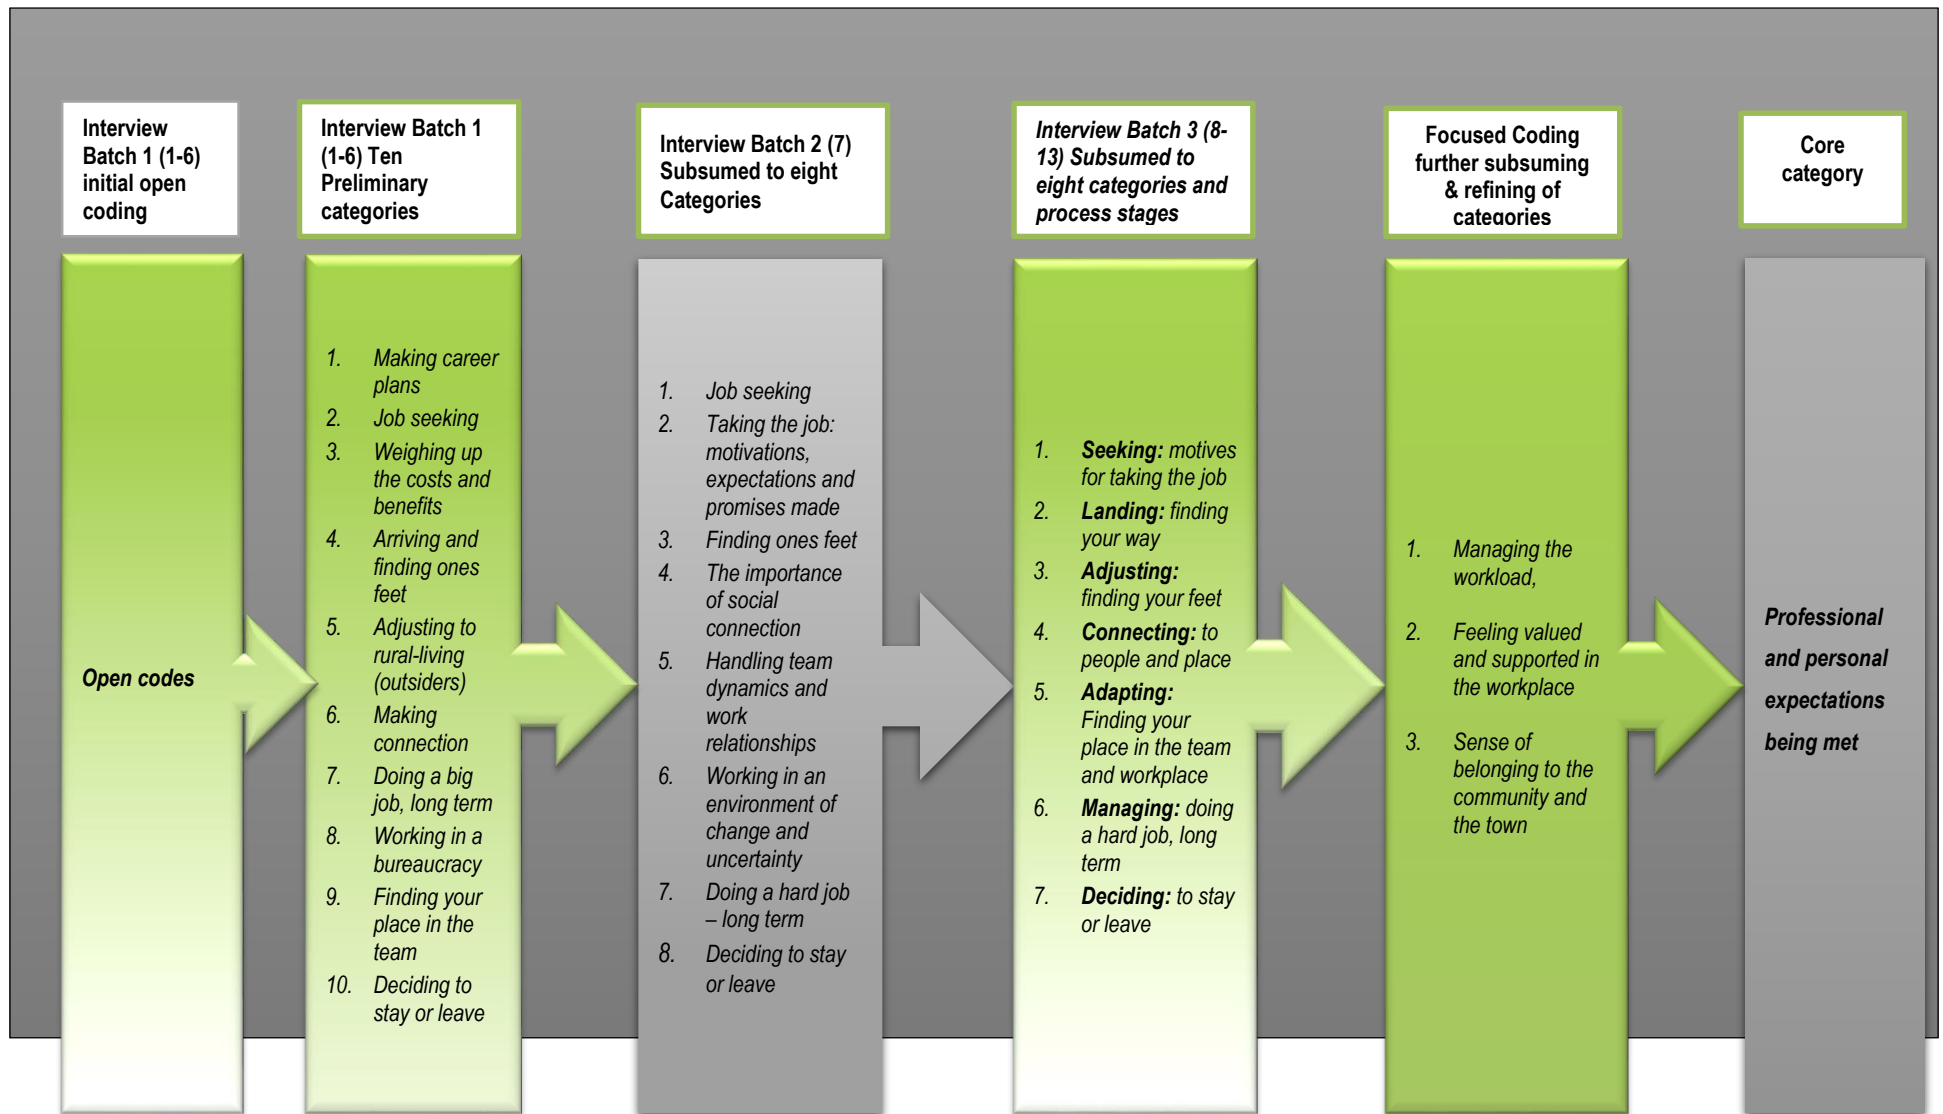 Interview
Batch 1 (1-6)
initial open
coding
Interview Batch 1
(1-6) Ten
Preliminary
categories
Interview Batch 2 (7)
Subsumed to eight
Categories
Interview Batch 3 (8-
13) Subsumed to
eight categories and
process stages
Focused Coding
further subsuming
& refining of
categories
Core
category
Open codes
1. Making career
plans
2. Job seeking
3. Weighing up
the costs and
benefits
4. Arriving and
finding ones
feet
5. Adjusting to
rural-living
(outsiders)
6. Making
connection
7. Doing a big
job, long term
8. Working in a
bureaucracy
9. Finding your
place in the
team
10. Deciding to
stay or leave
1. Job seeking
2. Taking the job:
motivations,
expectations and
promises made
3. Finding ones feet
4. The importance
of social
connection
5. Handling team
dynamics and
work
relationships
6. Working in an
environment of
change and
uncertainty
7. Doing a hard job
– long term
8. Deciding to stay
or leave
1. Seeking: motives
for taking the job
2. Landing: finding
your way
3. Adjusting:
finding your feet
4. Connecting: to
people and place
5. Adapting:
Finding your
place in the team
and workplace
6. Managing: doing
a hard job, long
term
7. Deciding: to stay
or leave
1. Managing the
workload,
2. Feeling valued
and supported in
the workplace
3. Sense of
belonging to the
community and
the town
Professional
and personal
expectations
being met